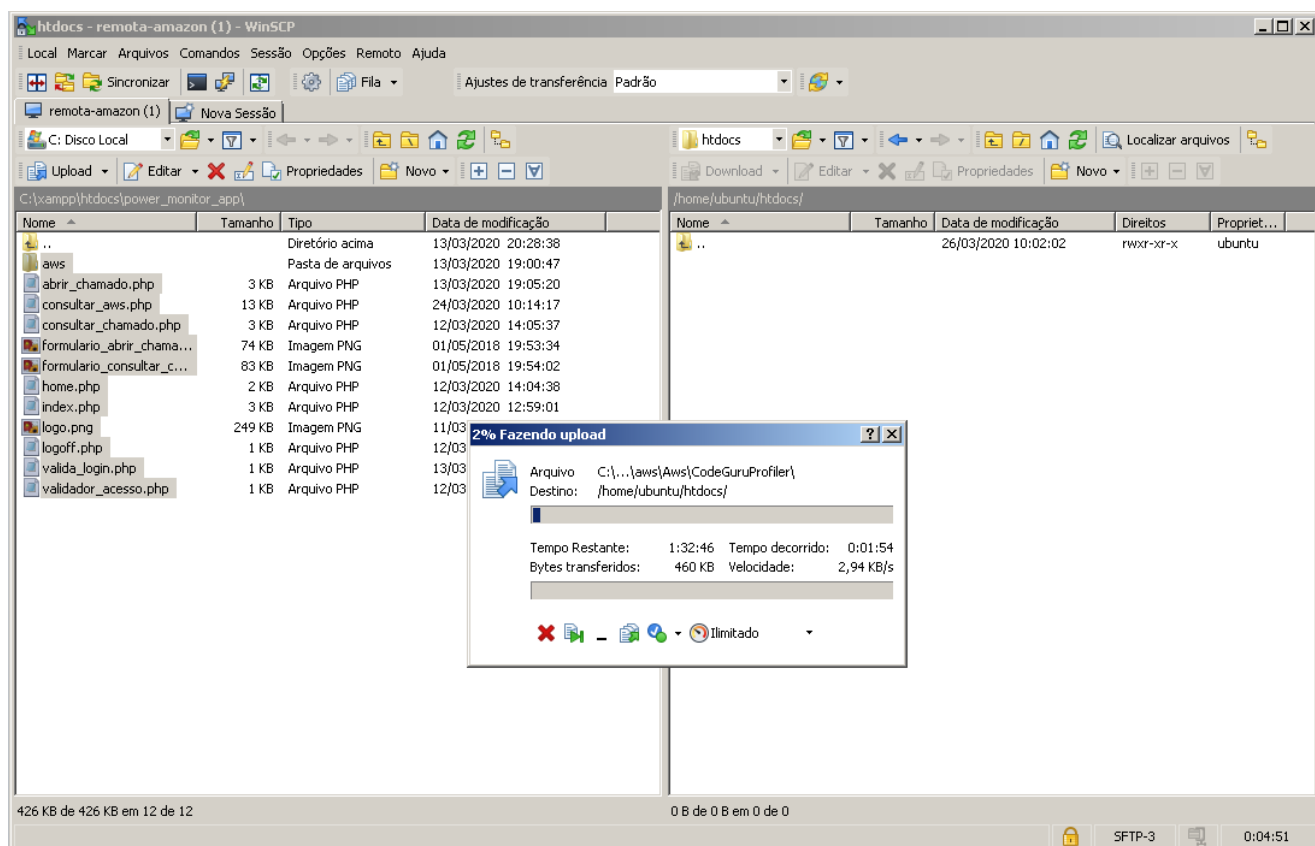 htdocs - remota-amazon (1) - WinSCP
Local Marcar Arquivos Comandos Sessão Opções Remoto Ajuda
Sincronizar Fila Ajustes de transferência Padrão
remota-amazon (1) Nova Sessão
C: Disco Local htdocs Localizar arquivos
Upload Editar Propriedades Novo Download Editar Propriedades Novo
C:\xampp\htdocs\power_monitor_app\ /home/ubuntu/htdocs/
Nome Tamanho Tipo Data de modificação Nome Tamanho Data de modificação Direitos Propriet...
.. Diretório acima 13/03/2020 20:28:38 .. 26/03/2020 10:02:02 rwxr-xr-x ubuntu
aws Pasta de arquivos 13/03/2020 19:00:47
abrir_chamado.php 3 KB Arquivo PHP 13/03/2020 19:05:20
consultar_aws.php 13 KB Arquivo PHP 24/03/2020 10:14:17
consultar_chamado.php 3 KB Arquivo PHP 12/03/2020 14:05:37
formulario_abrir_chama... 74 KB Imagem PNG 01/05/2018 19:53:34
formulario_consultar_c... 83 KB Imagem PNG 01/05/2018 19:54:02
home.php 2 KB Arquivo PHP 12/03/2020 14:04:38
index.php 3 KB Arquivo PHP 12/03/2020 12:59:01
logo.png 249 KB Imagem PNG 11/03
logoff.php 1 KB Arquivo PHP 12/03
valida_login.php 1 KB Arquivo PHP 13/03
validador_acesso.php 1 KB Arquivo PHP 12/03
2% Fazendo upload
Arquivo C:\...\aws\Aws\CodeGuruProfiler\
Destino: /home/ubuntu/htdocs/
Tempo Restante: 1:32:46 Tempo decorrido: 0:01:54
Bytes transferidos: 460 KB Velocidade: 2,94 KB/s
Ilimitado
426 KB de 426 KB em 12 de 12 0 B de 0 B em 0 de 0
SFTP-3 0:04:51